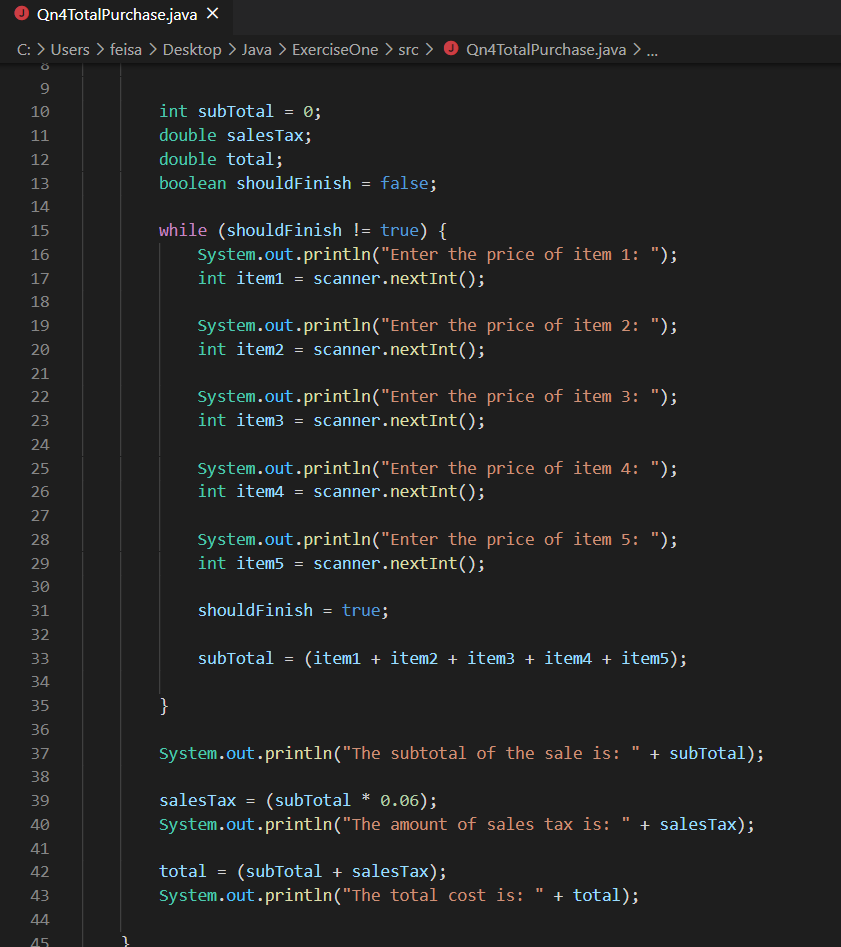 Qn4TotalPurchase.java ✕
C: > Users > feisa > Desktop > Java > ExerciseOne > src > Qn4TotalPurchase.java > ...
8
9
10 int subTotal = 0;
11 double salesTax;
12 double total;
13 boolean shouldFinish = false;
14
15 while (shouldFinish != true) {
16 System.out.println("Enter the price of item 1: ");
17 int item1 = scanner.nextInt();
18
19 System.out.println("Enter the price of item 2: ");
20 int item2 = scanner.nextInt();
21
22 System.out.println("Enter the price of item 3: ");
23 int item3 = scanner.nextInt();
24
25 System.out.println("Enter the price of item 4: ");
26 int item4 = scanner.nextInt();
27
28 System.out.println("Enter the price of item 5: ");
29 int item5 = scanner.nextInt();
30
31 shouldFinish = true;
32
33 subTotal = (item1 + item2 + item3 + item4 + item5);
34
35 }
36
37 System.out.println("The subtotal of the sale is: " + subTotal);
38
39 salesTax = (subTotal * 0.06);
40 System.out.println("The amount of sales tax is: " + salesTax);
41
42 total = (subTotal + salesTax);
43 System.out.println("The total cost is: " + total);
44
45 }